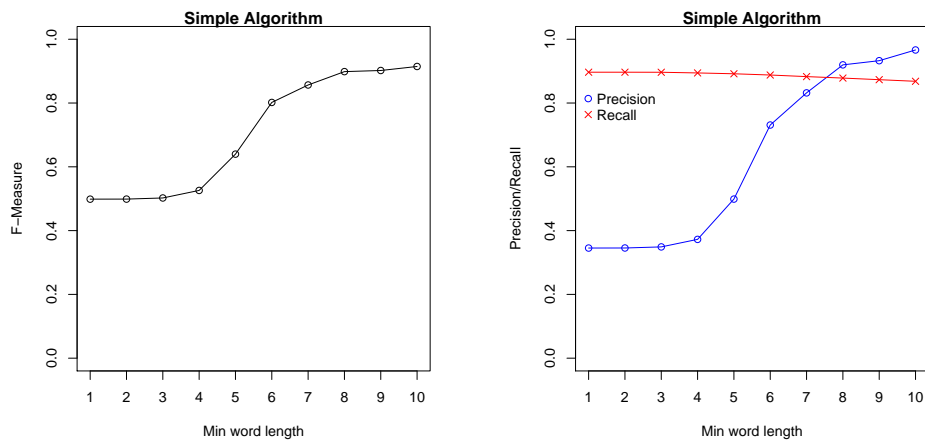 Simple Algorithm
F−Measure
1.0
0.8
0.6
0.4
0.2
0.0
1 2 3 4 5 6 7 8 9 10
Min word length
Simple Algorithm
Precision/Recall
1.0
0.8
0.6
0.4
0.2
0.0
Precision
Recall
1 2 3 4 5 6 7 8 9 10
Min word length